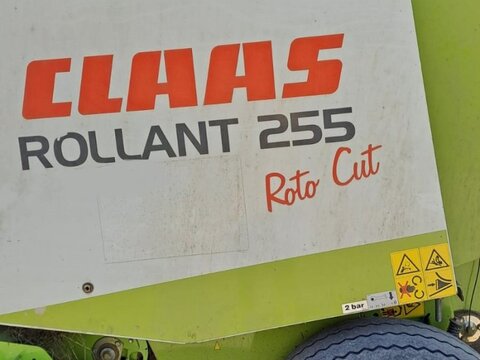 CLAAS
ROLLANT 255
Roto Cut
2 bar